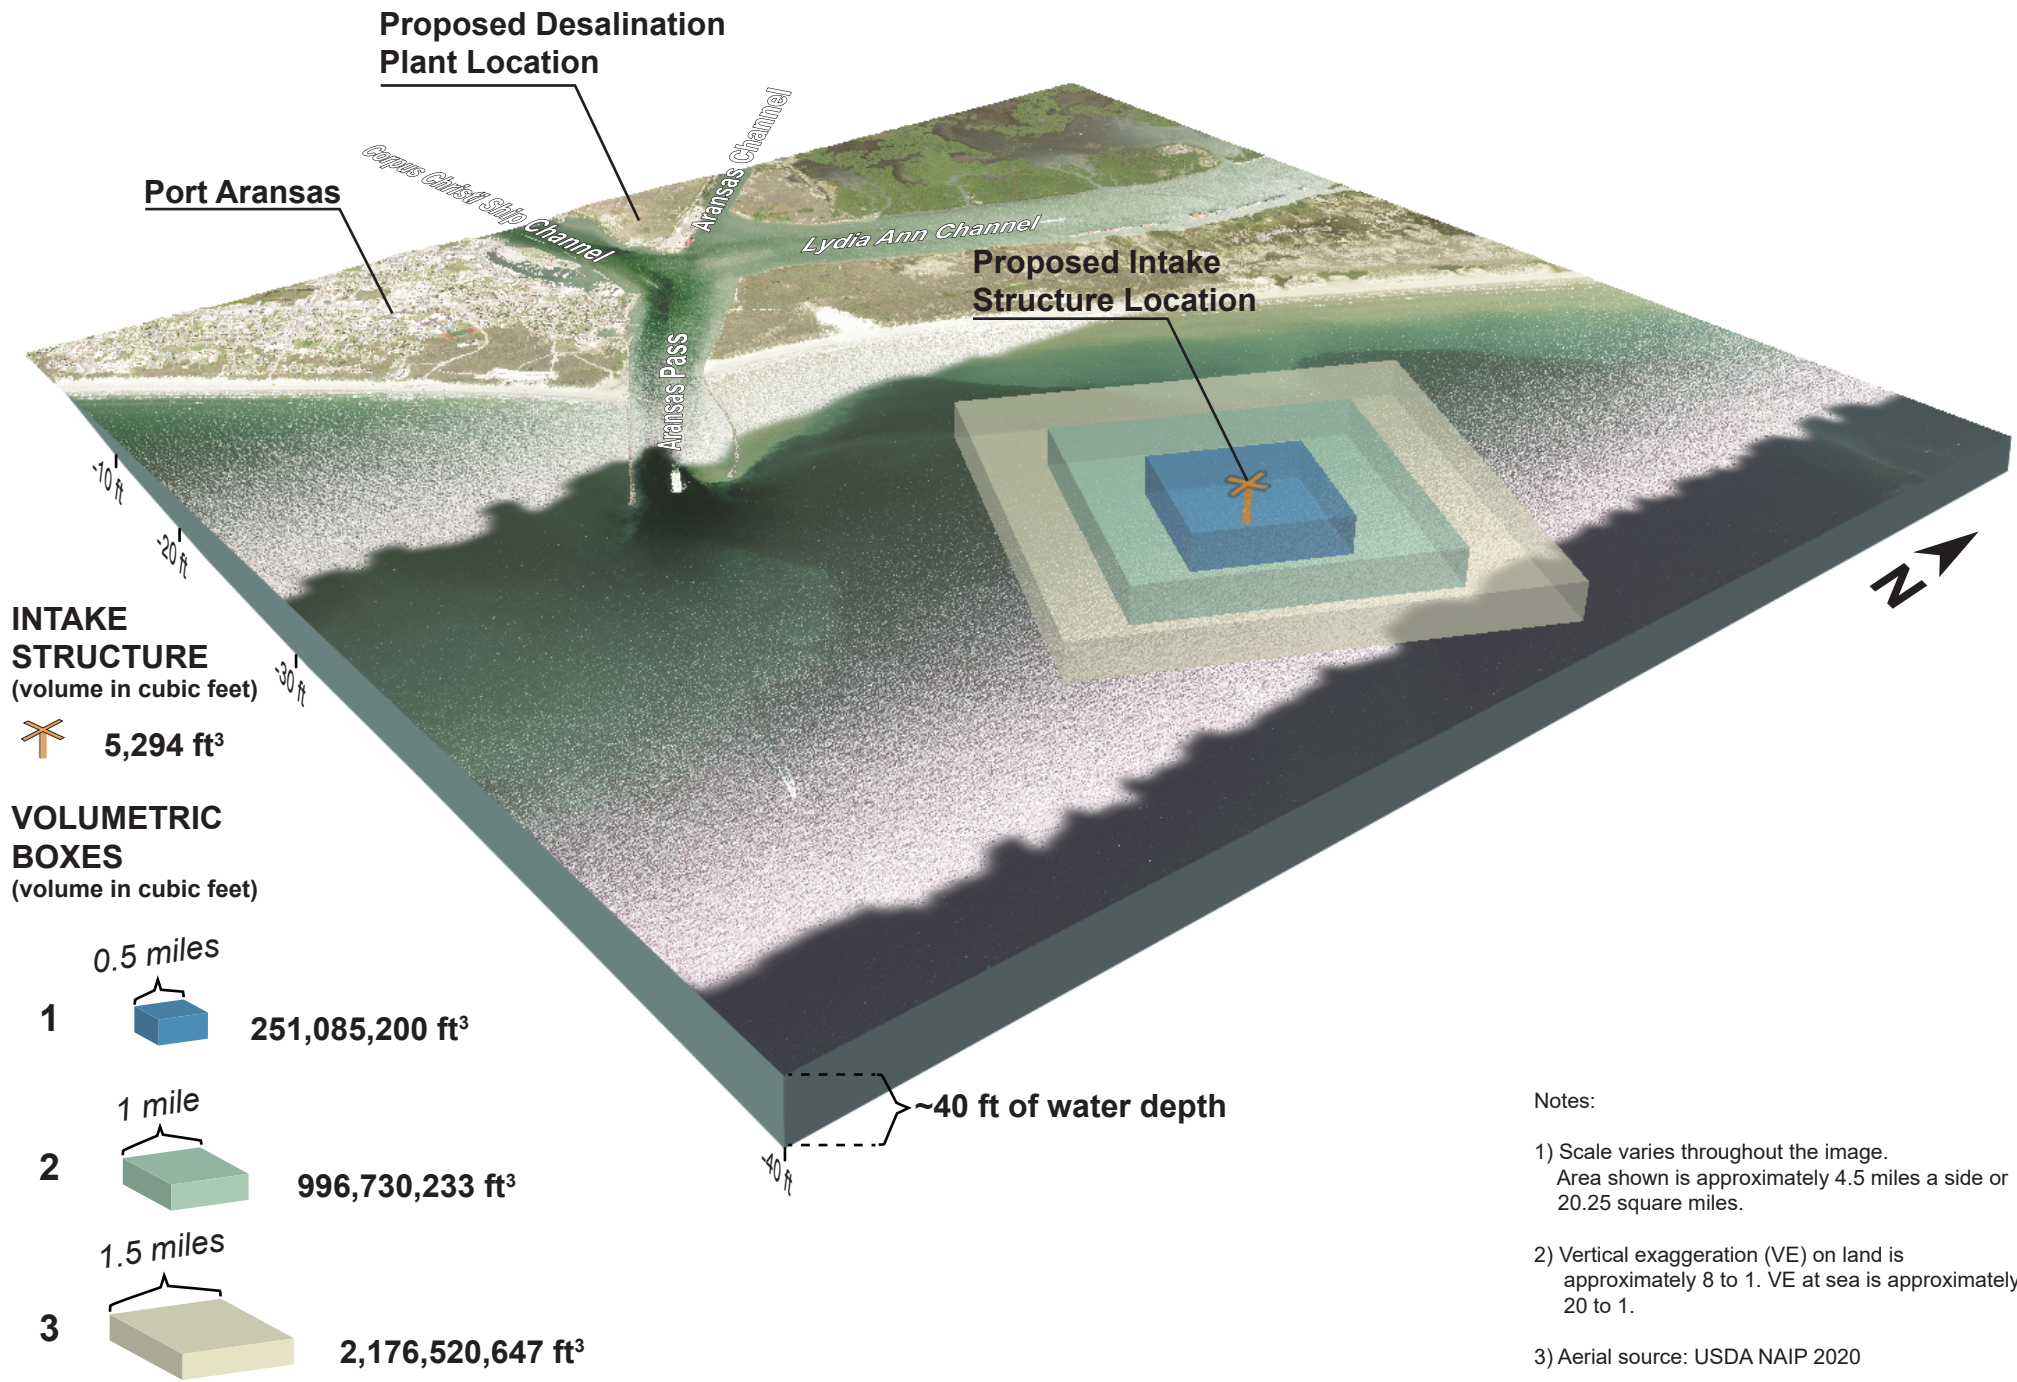 Proposed Desalination
Plant Location
Port Aransas
Corpus Christi Ship Channel
Aransas Channel
Lydia Ann Channel
Proposed Intake
Structure Location
Aransas Pass
-10 ft
-20 ft
-30 ft
-40 ft
N
INTAKE
STRUCTURE
(volume in cubic feet)
5,294 ft³
VOLUMETRIC
BOXES
(volume in cubic feet)
0.5 miles
1
251,085,200 ft³
1 mile
2
996,730,233 ft³
1.5 miles
3
2,176,520,647 ft³
~40 ft of water depth
Notes:
1) Scale varies throughout the image.
Area shown is approximately 4.5 miles a side or
20.25 square miles.
2) Vertical exaggeration (VE) on land is
approximately 8 to 1. VE at sea is approximately
20 to 1.
3) Aerial source: USDA NAIP 2020